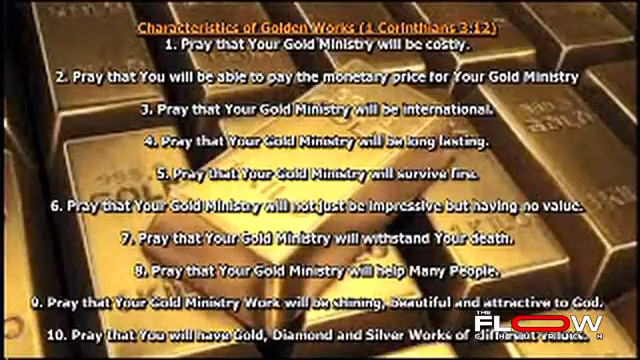 Characteristics of Golden Works (1 Corinthians 3:12)
1. Pray that Your Gold Ministry will be costly.
2. Pray that You will be able to pay the monetary price for Your Gold Ministry
3. Pray that Your Gold Ministry will be international.
4. Pray that Your Gold Ministry will be long lasting.
5. Pray that Your Gold Ministry will survive fire.
6. Pray that Your Gold Ministry will not just be impressive but having no value.
7. Pray that Your Gold Ministry will withstand Your death.
8. Pray that Your Gold Ministry will help Many People.
9. Pray that Your Gold Ministry Work will be shining, beautiful and attractive to God.
10. Pray that You will have Gold, Diamond and Silver Works of
THE
FLOW
CHURCH
GOLD
GOLD